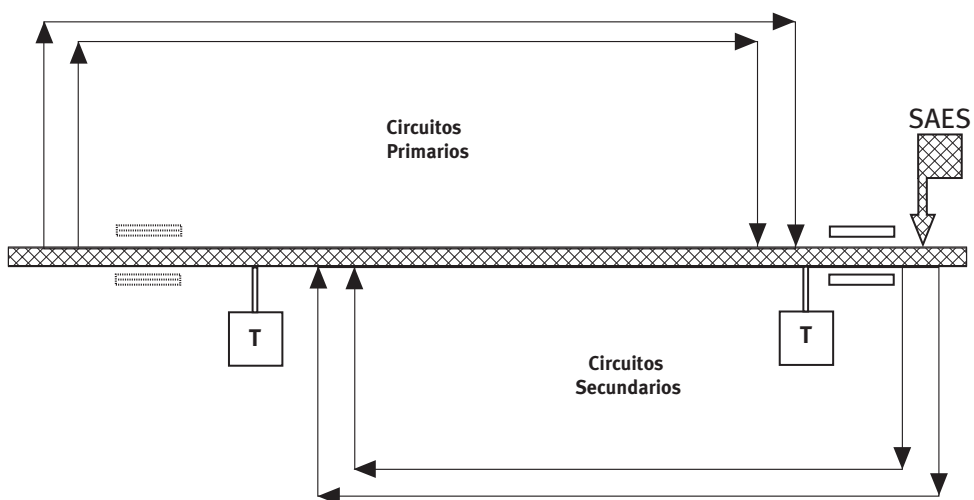 Circuitos
Primarios
SAES
T
T
Circuitos
Secundarios